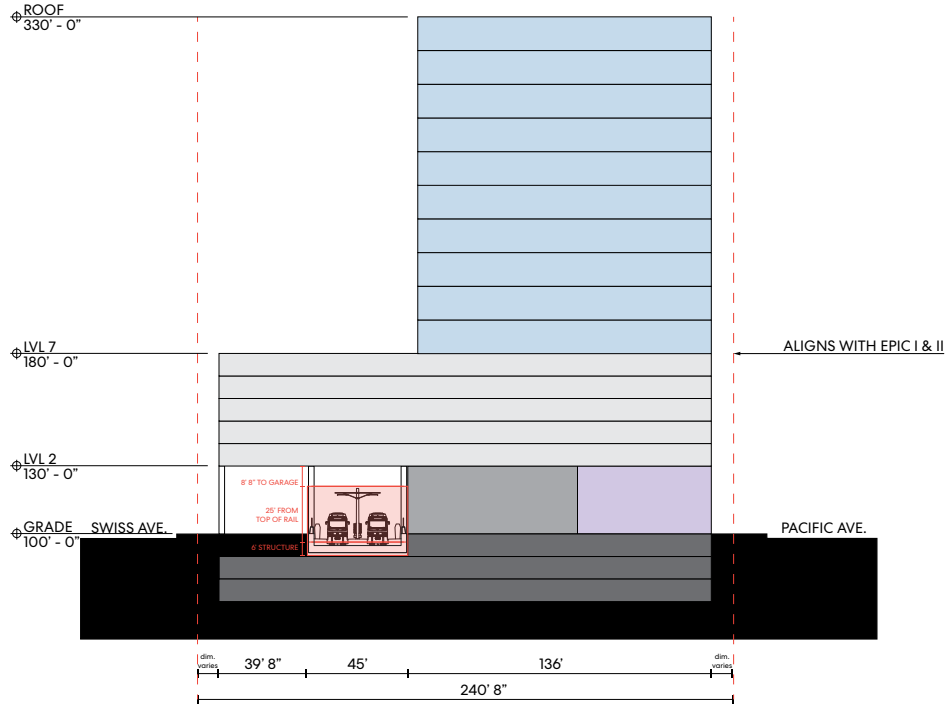 ROOF
330' - 0"
LVL 7
180' - 0"
ALIGNS WITH EPIC I & II
LVL 2
130' - 0"
8' 8" TO GARAGE
25' FROM
TOP OF RAIL
GRADE
100' - 0"
SWISS AVE.
PACIFIC AVE.
6' STRUCTURE
dim.
varies
39' 8"
45'
136'
dim.
varies
240' 8"